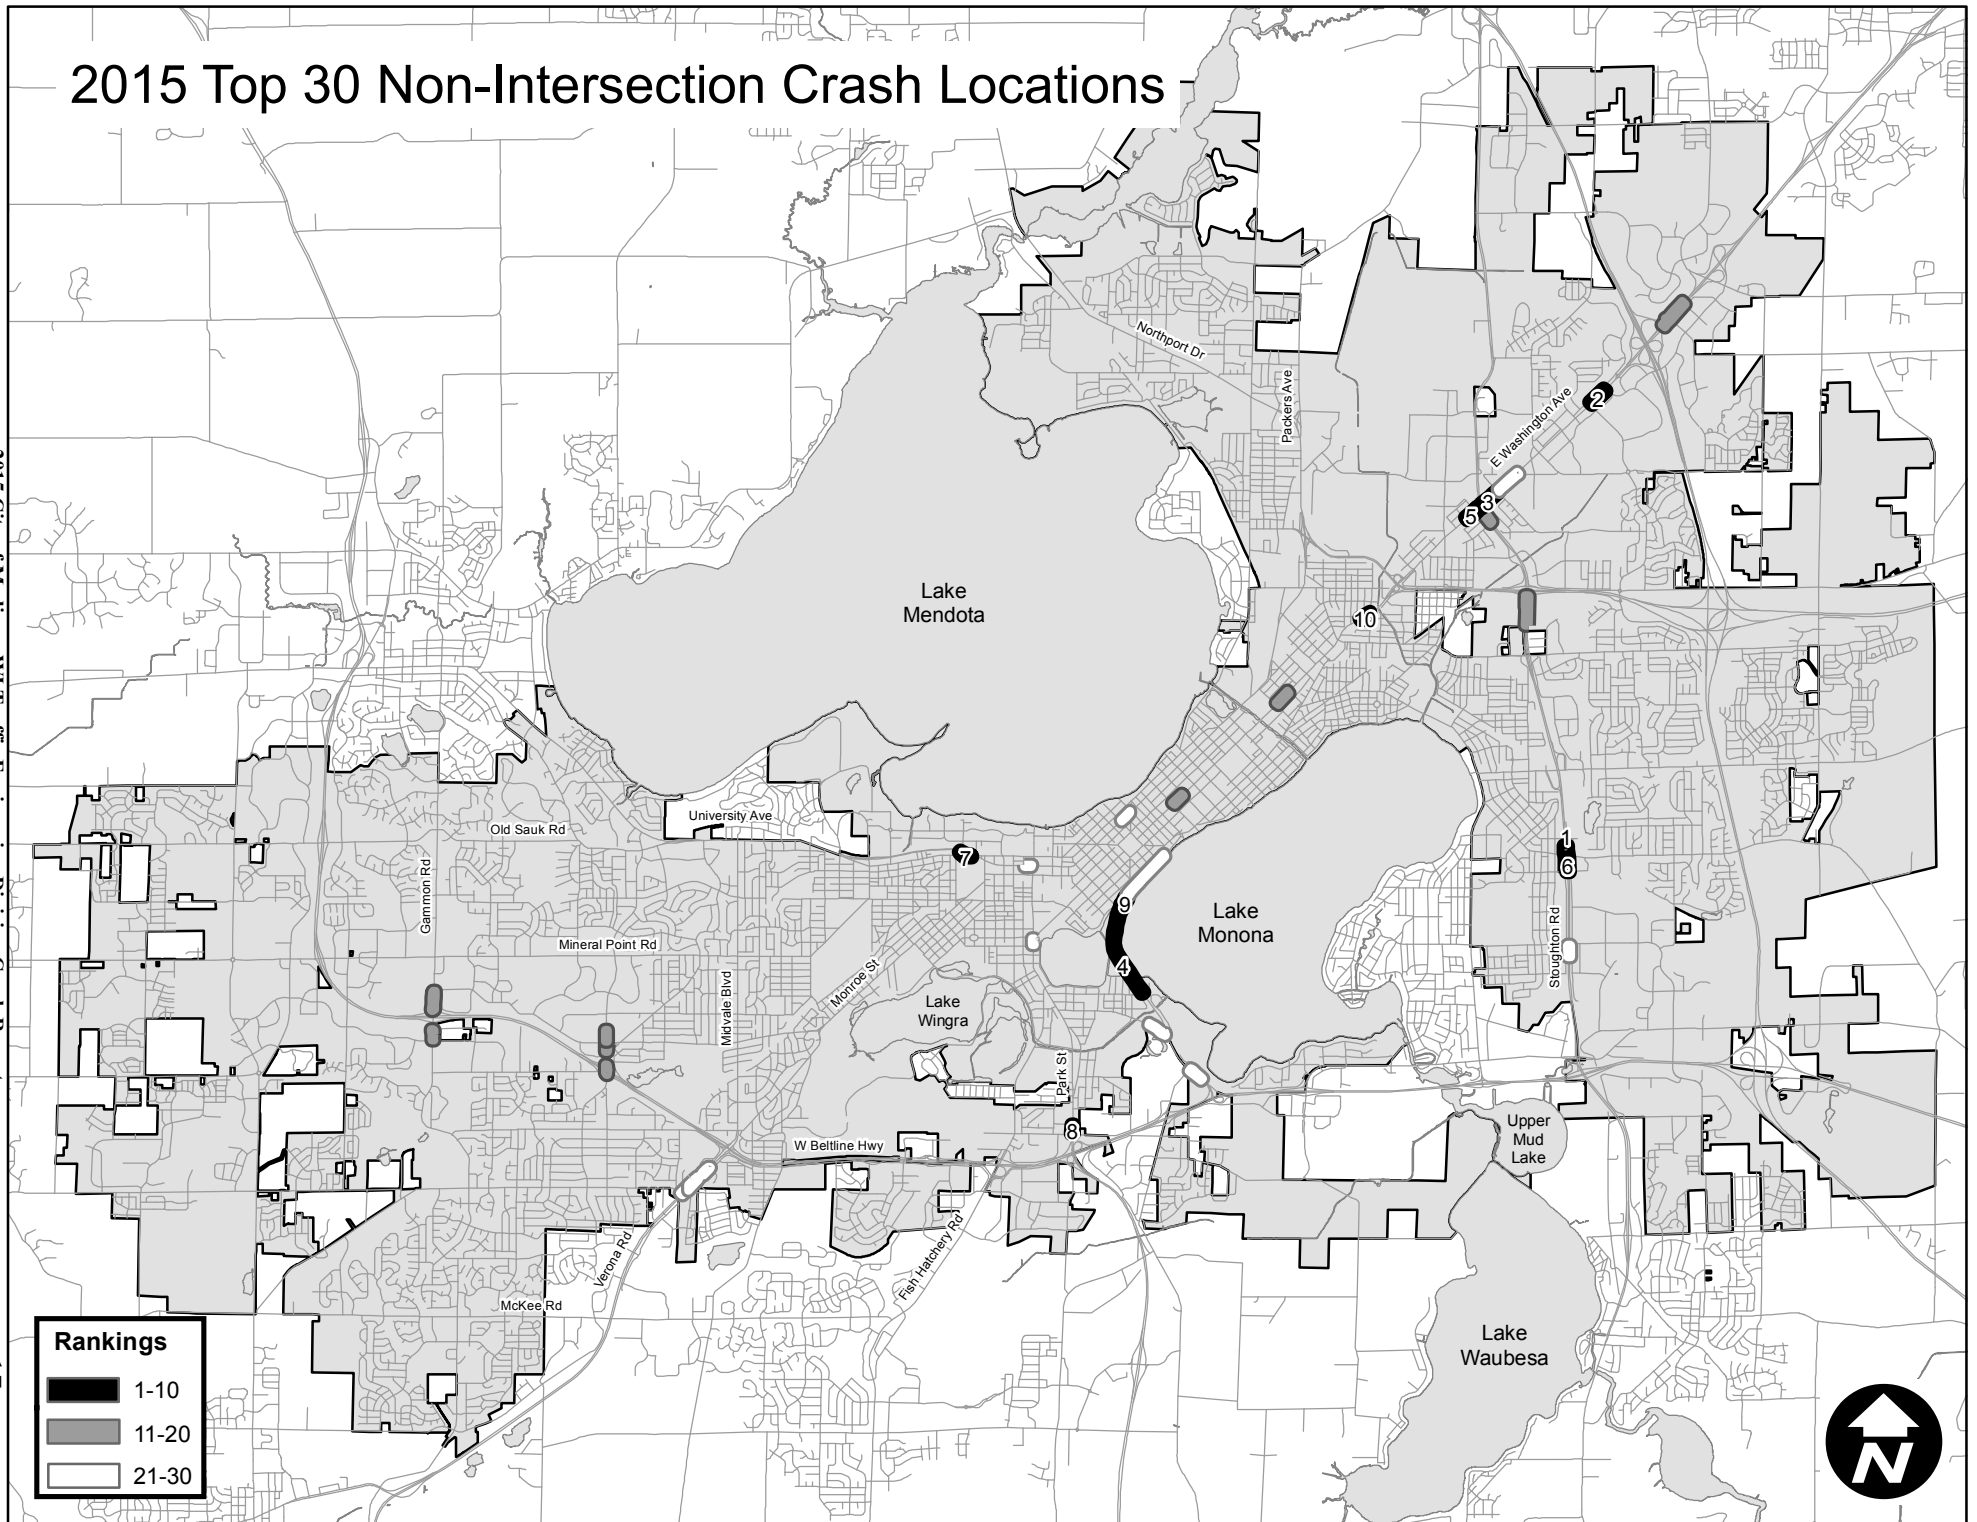 2015 Top 30 Non-Intersection Crash Locations
Northport Dr
Packers Ave
2
E Washington Ave
3
5
Lake
Mendota
10
University Ave
Old Sauk Rd
7
1
6
Gammon Rd
9
Lake
Monona
Stoughton Rd
Mineral Point Rd
4
Monroe St
Midvale Blvd
Lake
Wingra
Park St
8
Upper
Mud
Lake
W Beltline Hwy
Fish Hatchery Rd
Verona Rd
McKee Rd
Lake
Waubesa
Rankings
1-10
11-20
21-30
N